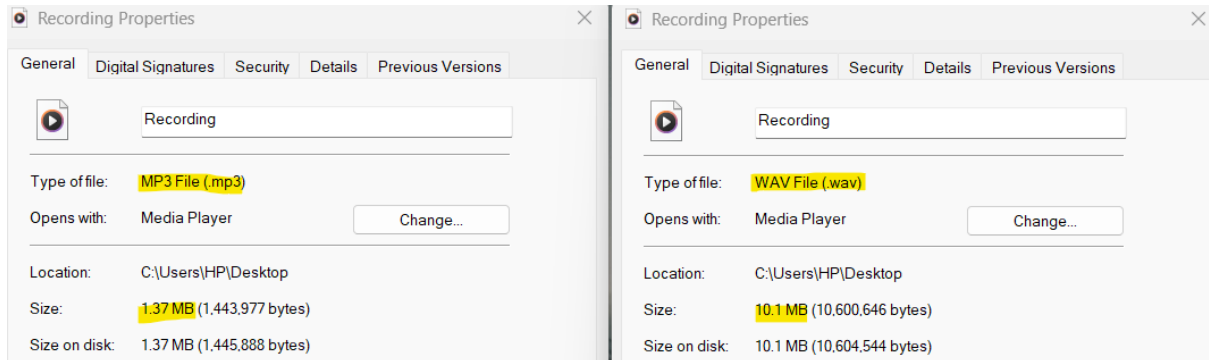 Recording Properties
General Digital Signatures Security Details Previous Versions
Recording
Type of file: MP3 File (.mp3)
Opens with: Media Player Change...
Location: C:\Users\HP\Desktop
Size: 1.37 MB (1,443,977 bytes)
Size on disk: 1.37 MB (1,445,888 bytes)
Recording Properties
General Digital Signatures Security Details Previous Versions
Recording
Type of file: WAV File (.wav)
Opens with: Media Player Change...
Location: C:\Users\HP\Desktop
Size: 10.1 MB (10,600,646 bytes)
Size on disk: 10.1 MB (10,604,544 bytes)